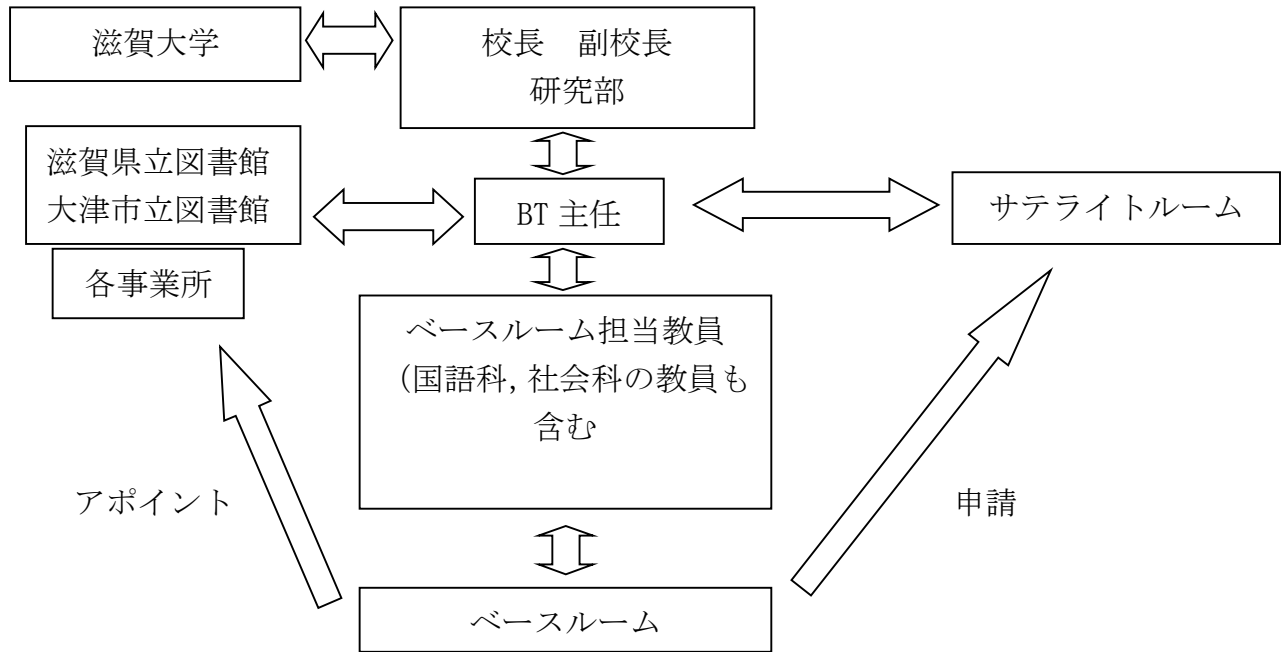 滋賀大学
校長　副校長
研究部
滋賀県立図書館
大津市立図書館
BT 主任
サテライトルーム
各事業所
ベースルーム担当教員
（国語科，社会科の教員も
含む
アポイント
申請
ベースルーム